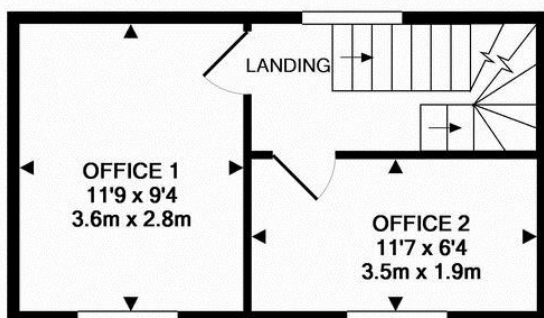 LANDING
OFFICE 1
11'9 x 9'4
3.6m x 2.8m
OFFICE 2
11'7 x 6'4
3.5m x 1.9m